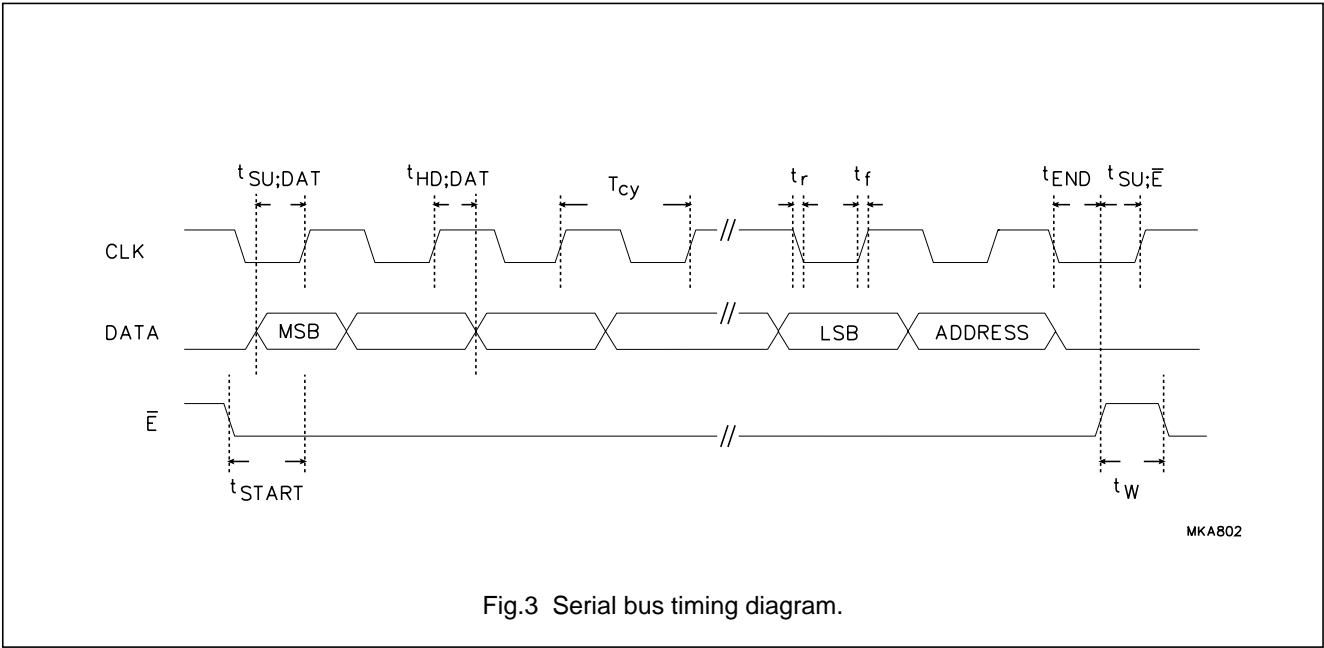 tSU;DAT tHD;DAT Tcy tr tf tEND tSU;E̅
CLK
DATA MSB LSB ADDRESS
E̅
tSTART tW
MKA802
Fig.3 Serial bus timing diagram.